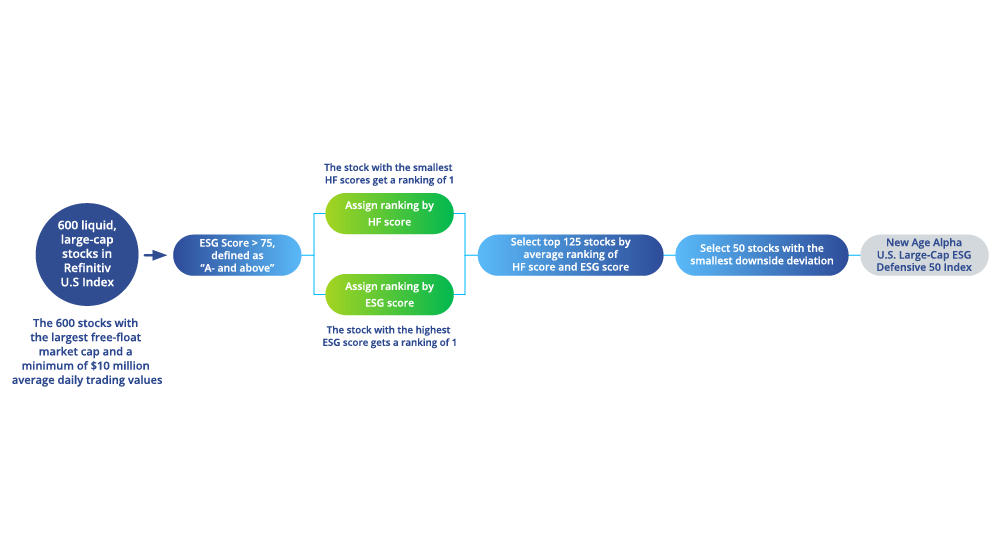 600 liquid,
large-cap
stocks in
Refinitiv
U.S Index
The 600 stocks with
the largest free-float
market cap and a
minimum of $10 million
average daily trading values
ESG Score > 75,
defined as
“A- and above”
The stock with the smallest
HF scores get a ranking of 1
Assign ranking by
HF score
Assign ranking by
ESG score
The stock with the highest
ESG score gets a ranking of 1
Select top 125 stocks by
average ranking of
HF score and ESG score
Select 50 stocks with the
smallest downside deviation
New Age Alpha
U.S. Large-Cap ESG
Defensive 50 Index